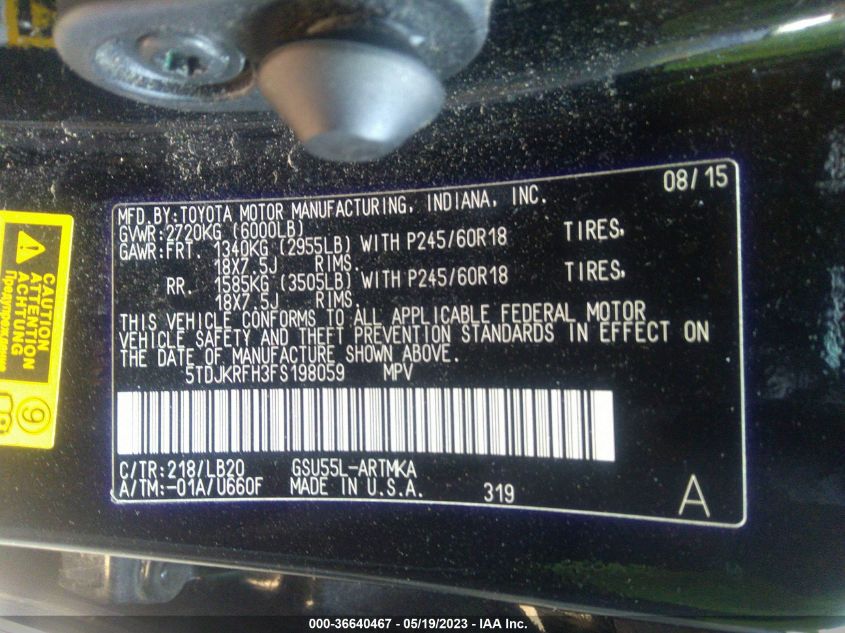 08/15
MFD.BY:TOYOTA MOTOR MANUFACTURING, INDIANA, INC.
GVWR:2720KG (6000LB)
GAWR:FRT. 1340KG (2955LB) WITH P245/60R18 TIRES,
18X7.5J RIMS.
RR. 1585KG (3505LB) WITH P245/60R18 TIRES,
18X7.5J RIMS.
THIS VEHICLE CONFORMS TO ALL APPLICABLE FEDERAL MOTOR
VEHICLE SAFETY AND THEFT PREVENTION STANDARDS IN EFFECT ON
THE DATE OF MANUFACTURE SHOWN ABOVE.
5TDJKRFH3FS198059 MPV
C/TR:218/LB20 GSU55L-ARTMKA
A/TM:-01A/U660F MADE IN U.S.A. 319 A
CAUTION
ATTENTION
ACHTUNG
9
000-36640467 - 05/19/2023 - IAA Inc.